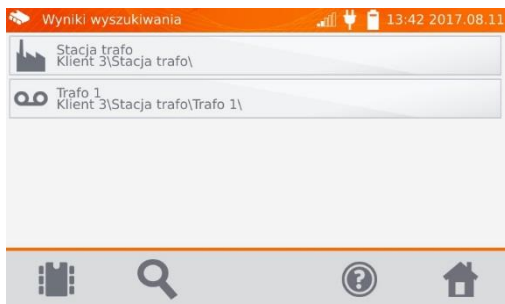 Wyniki wyszukiwania 13:42 2017.08.11
Stacja trafo
Klient 3\Stacja trafo\
Trafo 1
Klient 3\Stacja trafo\Trafo 1\
?